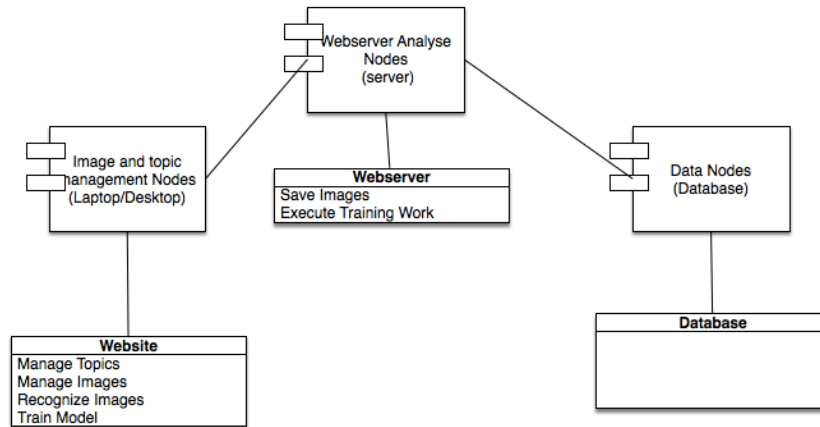 Webserver Analyse
Nodes
(server)
Image and topic
management Nodes
(Laptop/Desktop)
Data Nodes
(Database)
Webserver
Save Images
Execute Training Work
Database
Website
Manage Topics
Manage Images
Recognize Images
Train Model